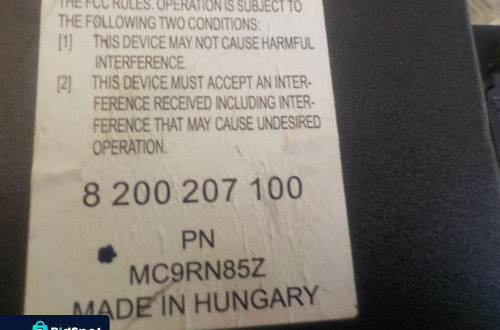 THE FCC RULES. OPERATION IS SUBJECT TO
THE FOLLOWING TWO CONDITIONS:
[1] THIS DEVICE MAY NOT CAUSE HARMFUL
INTERFERENCE.
[2] THIS DEVICE MUST ACCEPT AN INTER-
FERENCE RECEIVED INCLUDING INTER-
FERENCE THAT MAY CAUSE UNDESIRED
OPERATION.
8 200 207 100
PN
MC9RN85Z
MADE IN HUNGARY